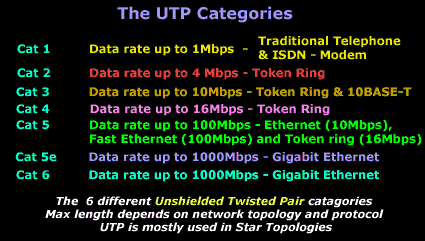 The UTP Categories
Cat 1 Data rate up to 1Mbps - Traditional Telephone
& ISDN - Modem
Cat 2 Data rate up to 4 Mbps - Token Ring
Cat 3 Data rate up to 10Mbps - Token Ring & 10BASE-T
Cat 4 Data rate up to 16Mbps - Token Ring
Cat 5 Data rate up to 100Mbps - Ethernet (10Mbps),
Fast Ethernet (100Mbps) and Token ring (16Mbps)
Cat 5e Data rate up to 1000Mbps - Gigabit Ethernet
Cat 6 Data rate up to 1000Mbps - Gigabit Ethernet
The 6 different Unshielded Twisted Pair catagories
Max length depends on network topology and protocol
UTP is mostly used in Star Topologies